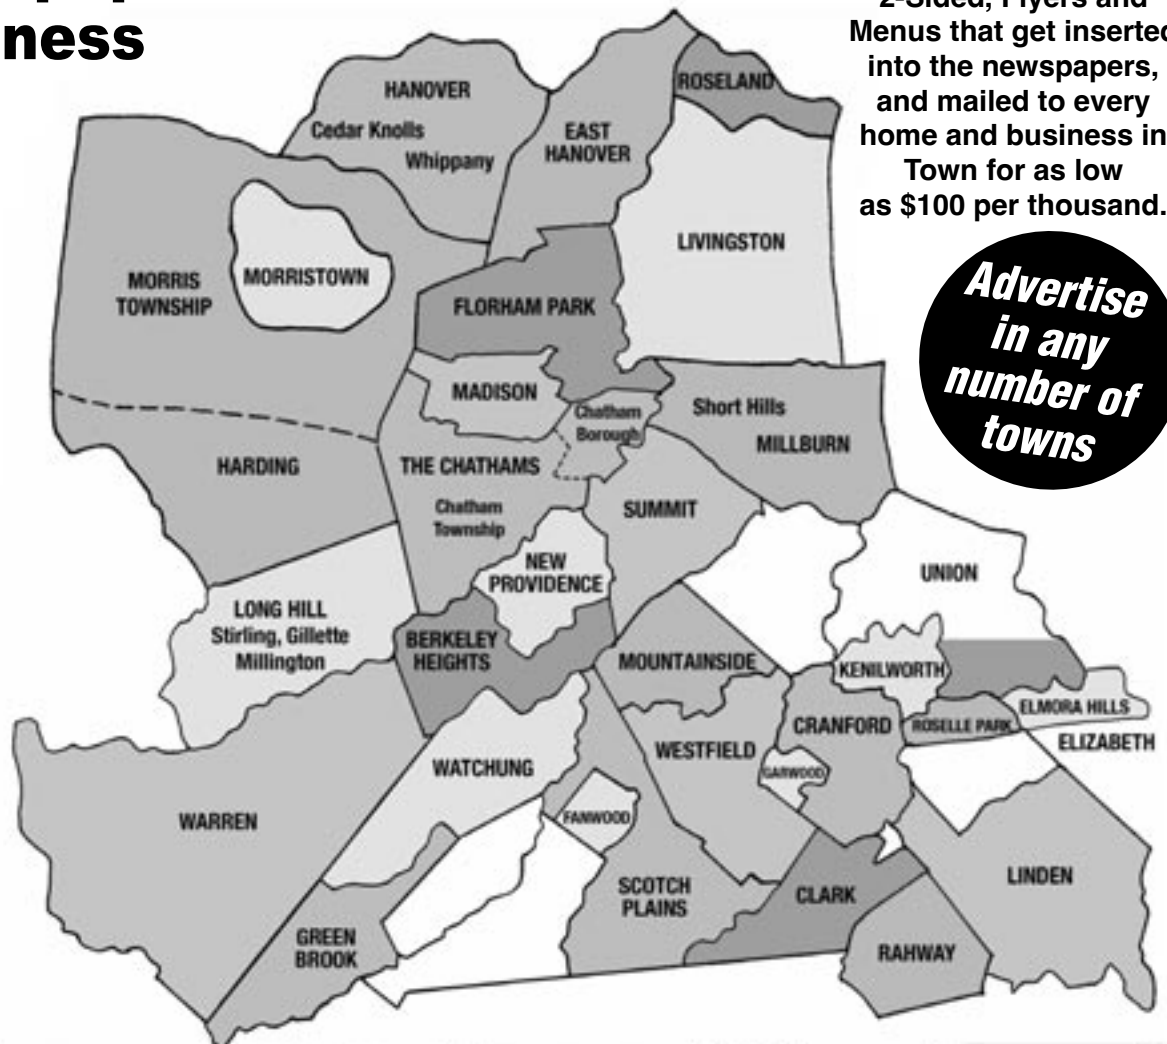 ness
2-Sided, Flyers and
Menus that get inserted
into the newspapers,
and mailed to every
home and business in
Town for as low
as $100 per thousand.
Advertise
in any
number of
towns
HANOVER
Cedar Knolls
Whippany
EAST
HANOVER
ROSELAND
LIVINGSTON
MORRIS
TOWNSHIP
MORRISTOWN
FLORHAM PARK
MADISON
Chatham
Borough
Short Hills
MILLBURN
HARDING
THE CHATHAMS
Chatham
Township
SUMMIT
NEW
PROVIDENCE
UNION
LONG HILL
Stirling, Gillette
Millington
BERKELEY
HEIGHTS
MOUNTAINSIDE
KENILWORTH
CRANFORD
ROSELLE PARK
ELMORA HILLS
ELIZABETH
WESTFIELD
GARWOOD
WATCHUNG
WARREN
FANWOOD
SCOTCH
PLAINS
CLARK
LINDEN
GREEN
BROOK
RAHWAY